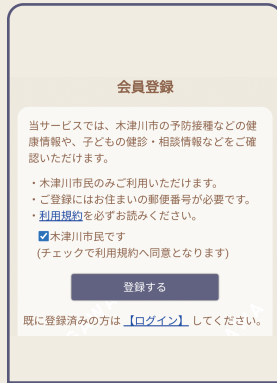 会員登録
当サービスでは、木津川市の予防接種などの健
康情報や、子どもの健診・相談情報などをご確
認いただけます。
・木津川市民のみご利用いただけます。
・ご登録にはお住まいの郵便番号が必要です。
・利用規約を必ずお読みください。
木津川市民です
(チェックで利用規約へ同意となります)
登録する
既に登録済みの方は 【ログイン】 してください。